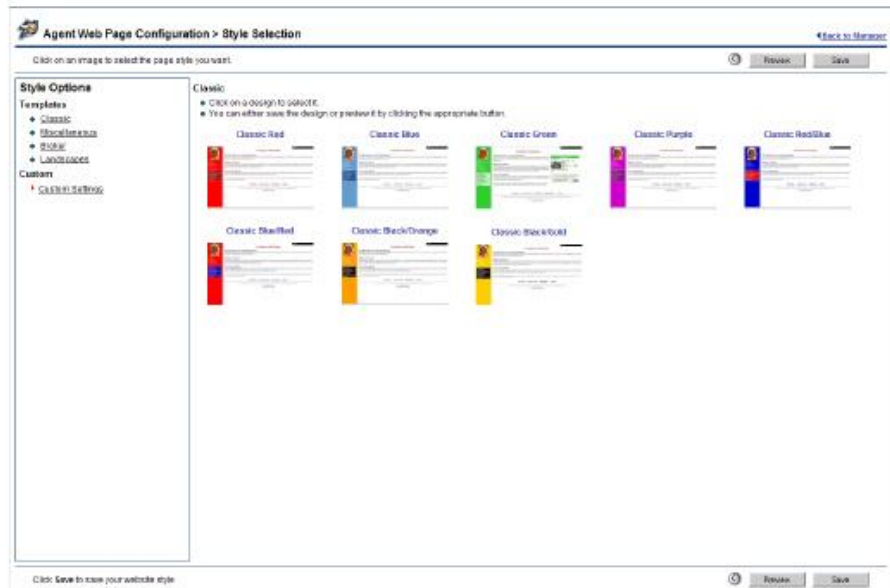 Agent Web Page Configuration > Style Selection
Back to Manager
Click on an image to select the page style you want.
Preview
Save
Style Options
Templates
Classic
Miscellaneous
Broker
Landscapes
Custom
Custom Settings
Classic
Click on a design to select it.
You can either save the design or preview it by clicking the appropriate button.
Classic Red
Classic Blue
Classic Green
Classic Purple
Classic Red/Blue
Classic Blue/Red
Classic Black/Orange
Classic Black/Gold
Click Save to save your website style
Preview
Save